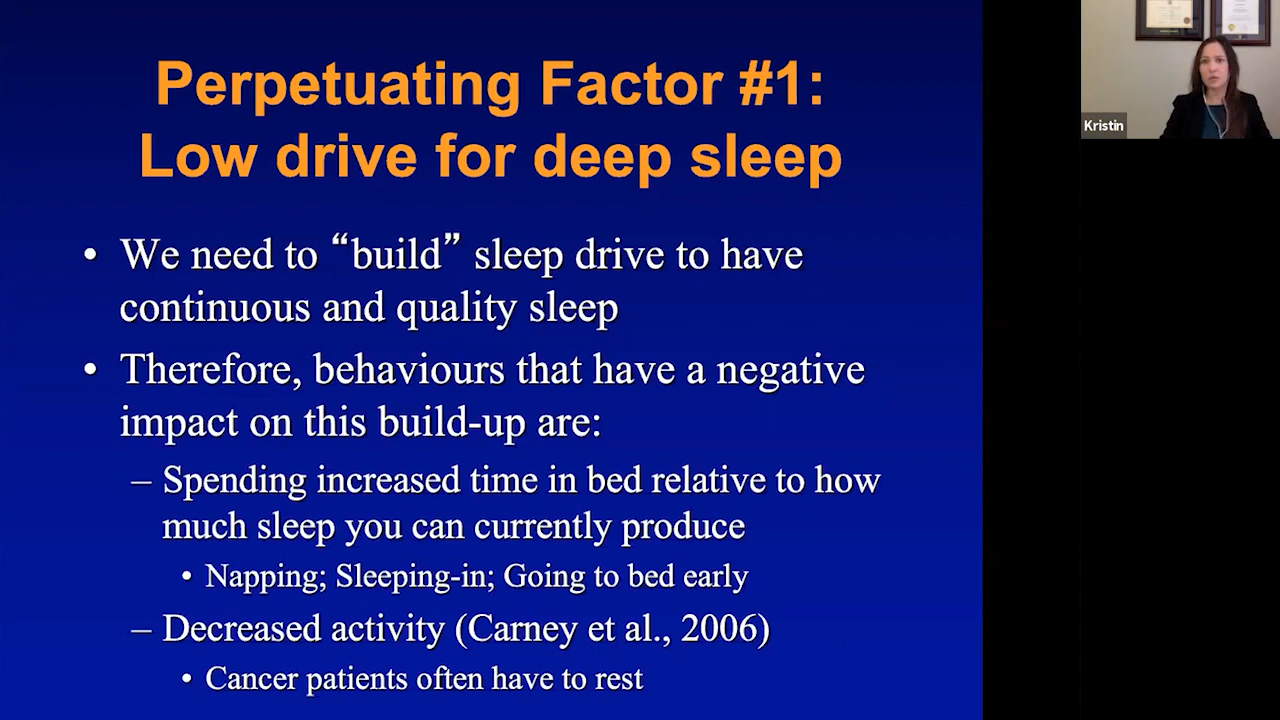 Perpetuating Factor #1:
Low drive for deep sleep
• We need to “build” sleep drive to have
continuous and quality sleep
• Therefore, behaviours that have a negative
impact on this build-up are:
– Spending increased time in bed relative to how
much sleep you can currently produce
• Napping; Sleeping-in; Going to bed early
– Decreased activity (Carney et al., 2006)
• Cancer patients often have to rest
Kristin